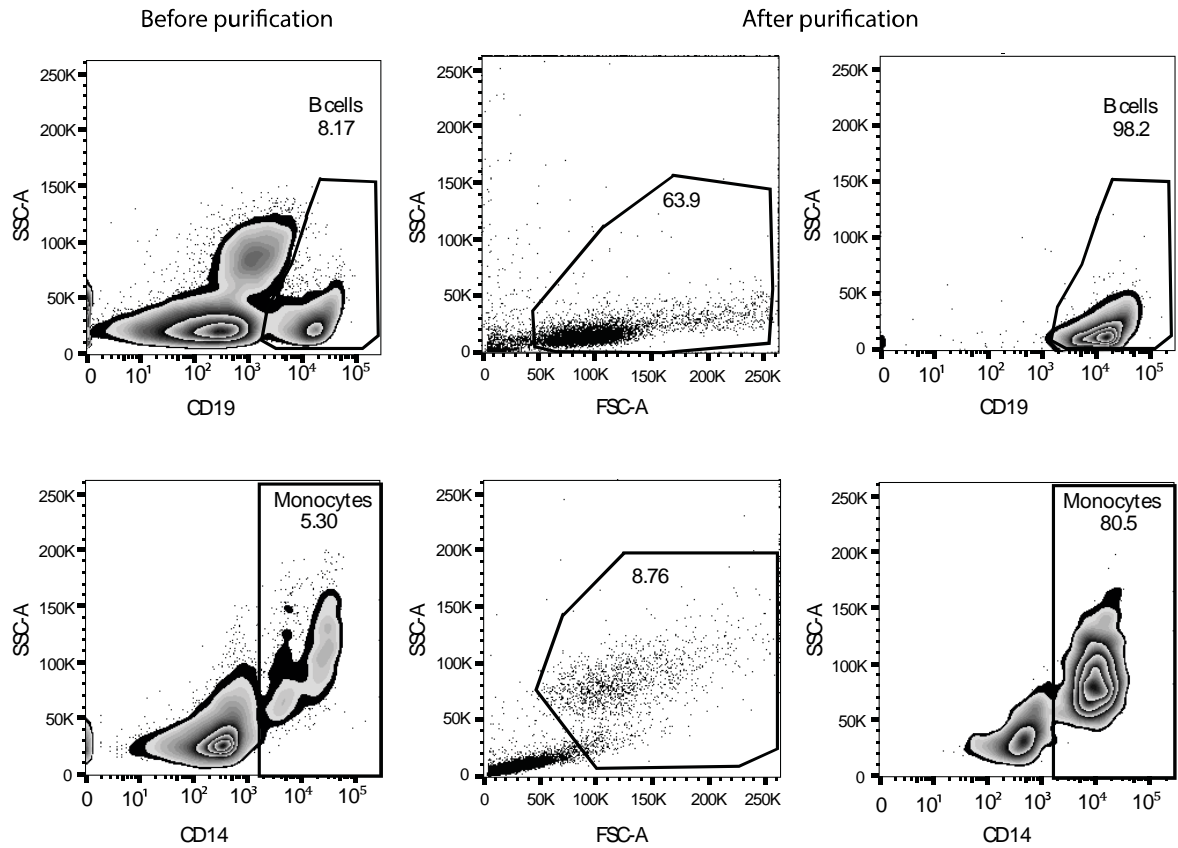 Before purification
After purification
B cells
8.17
250K
200K
150K
100K
50K
0
SSC-A
0
10¹
10²
10³
10⁴
10⁵
CD19
63.9
250K
200K
150K
100K
50K
0
SSC-A
0
50K
100K
150K
200K
250K
FSC-A
B cells
98.2
250K
200K
150K
100K
50K
0
SSC-A
0
10¹
10²
10³
10⁴
10⁵
CD19
Monocytes
5.30
250K
200K
150K
100K
50K
0
SSC-A
0
10¹
10²
10³
10⁴
10⁵
CD14
8.76
250K
200K
150K
100K
50K
0
SSC-A
0
50K
100K
150K
200K
250K
FSC-A
Monocytes
80.5
250K
200K
150K
100K
50K
0
SSC-A
0
10¹
10²
10³
10⁴
10⁵
CD14